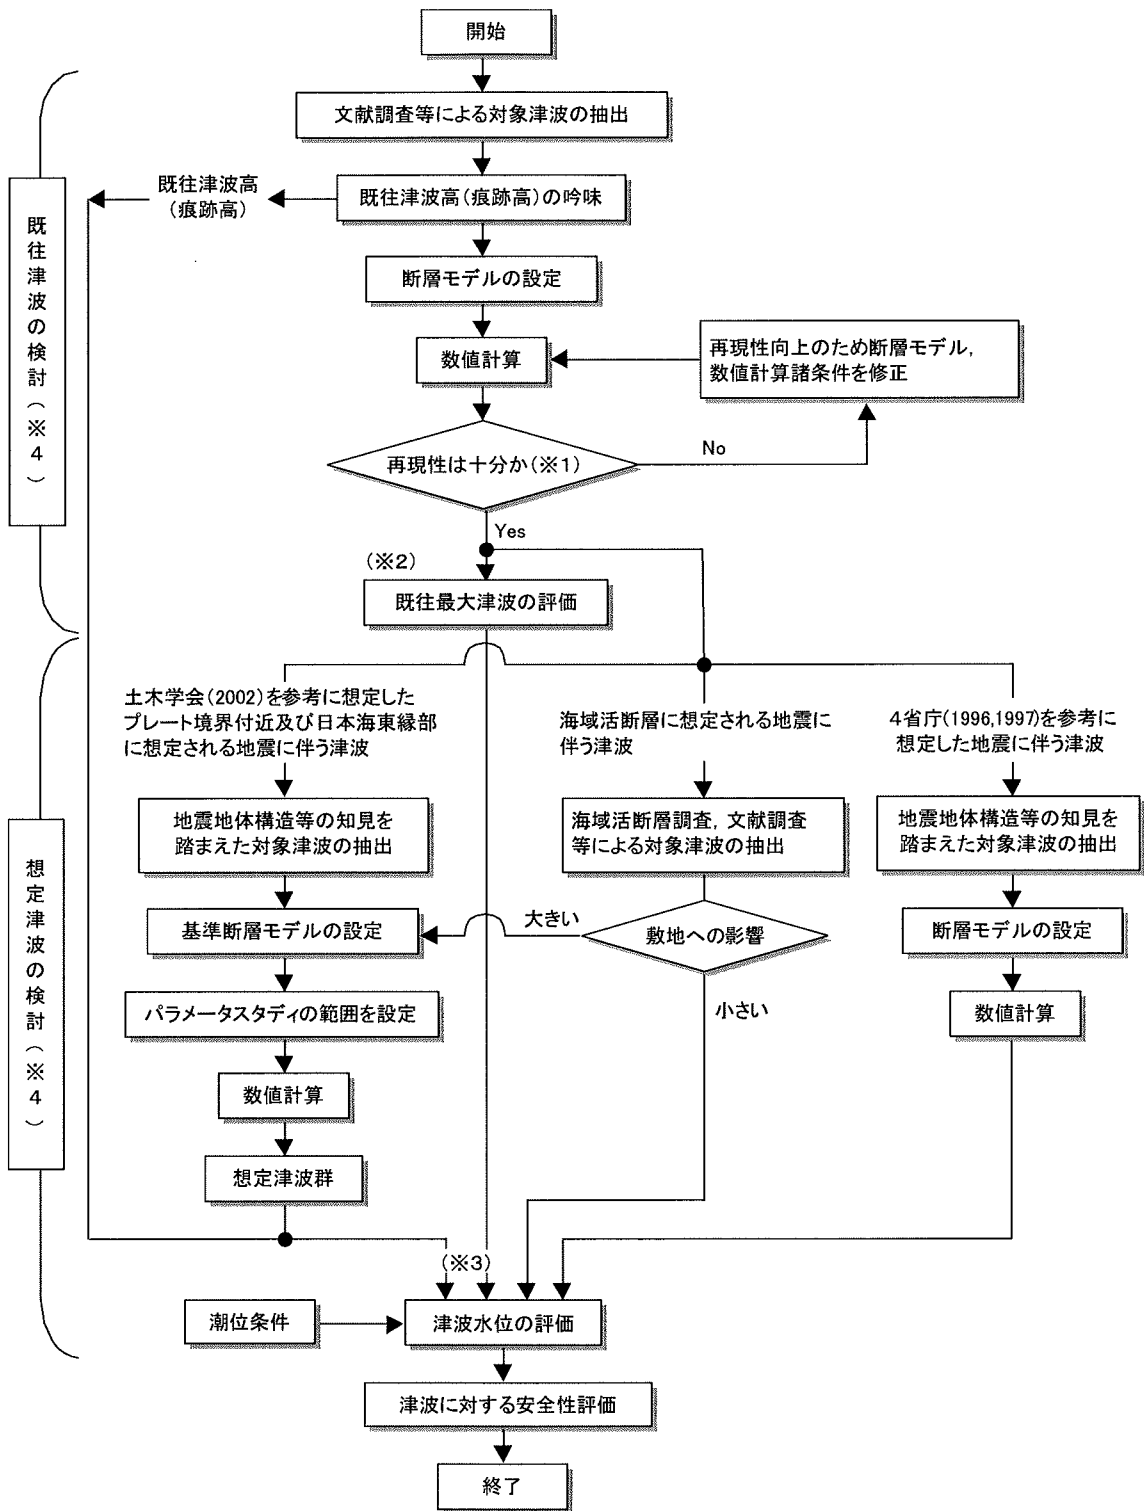 開始
文献調査等による対象津波の抽出
既往津波高
(痕跡高)
既往津波高(痕跡高)の吟味
断層モデルの設定
数値計算
再現性向上のため断層モデル,
数値計算諸条件を修正
再現性は十分か(※1)
No
Yes
(※2)
既往最大津波の評価
既往津波の検討(※4)
土木学会(2002)を参考に想定した
プレート境界付近及び日本海東縁部
に想定される地震に伴う津波
海域活断層に想定される地震に
伴う津波
4省庁(1996,1997)を参考に
想定した地震に伴う津波
地震地体構造等の知見を
踏まえた対象津波の抽出
海域活断層調査,文献調査
等による対象津波の抽出
地震地体構造等の知見を
踏まえた対象津波の抽出
基準断層モデルの設定
大きい
敷地への影響
断層モデルの設定
パラメータスタディの範囲を設定
小さい
数値計算
数値計算
想定津波群
想定津波の検討(※4)
(※3)
潮位条件
津波水位の評価
津波に対する安全性評価
終了